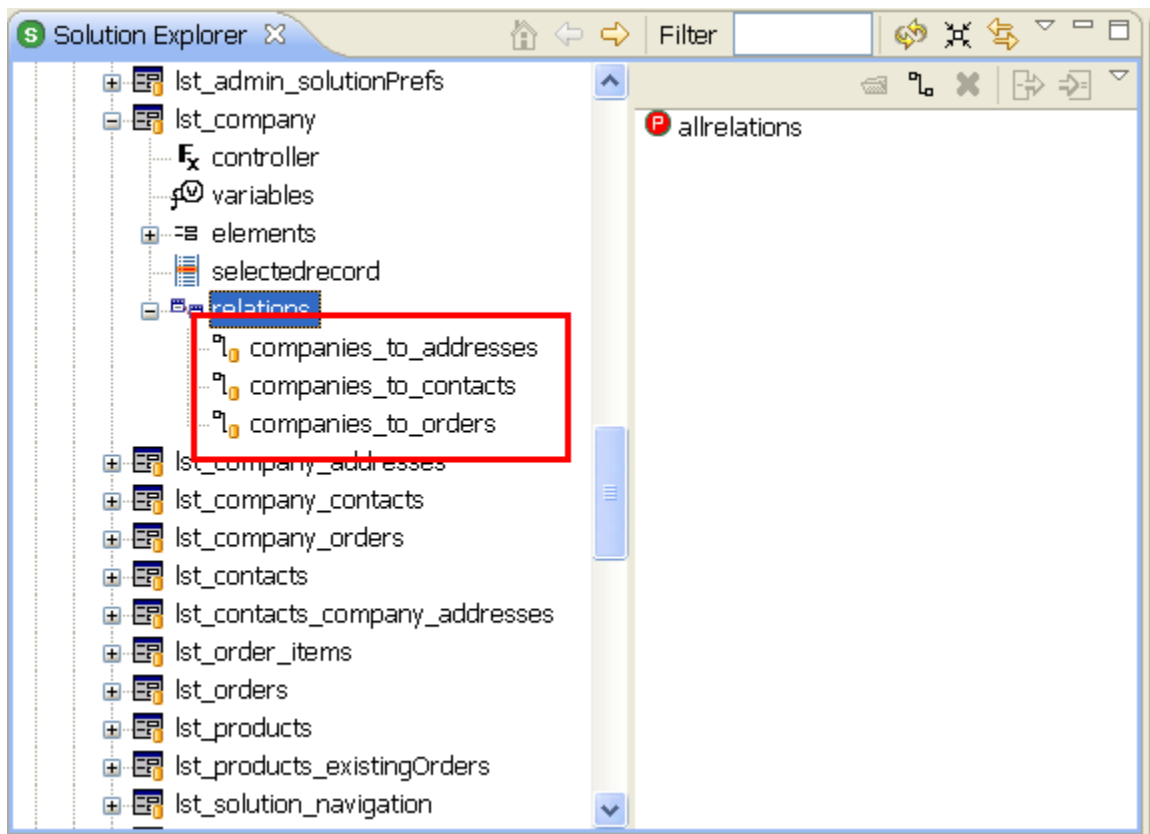 Solution Explorer
Filter
lst_admin_solutionPrefs
lst_company
controller
variables
elements
selectedrecord
relations
companies_to_addresses
companies_to_contacts
companies_to_orders
lst_company_addresses
lst_company_contacts
lst_company_orders
lst_contacts
lst_contacts_company_addresses
lst_order_items
lst_orders
lst_products
lst_products_existingOrders
lst_solution_navigation
allrelations